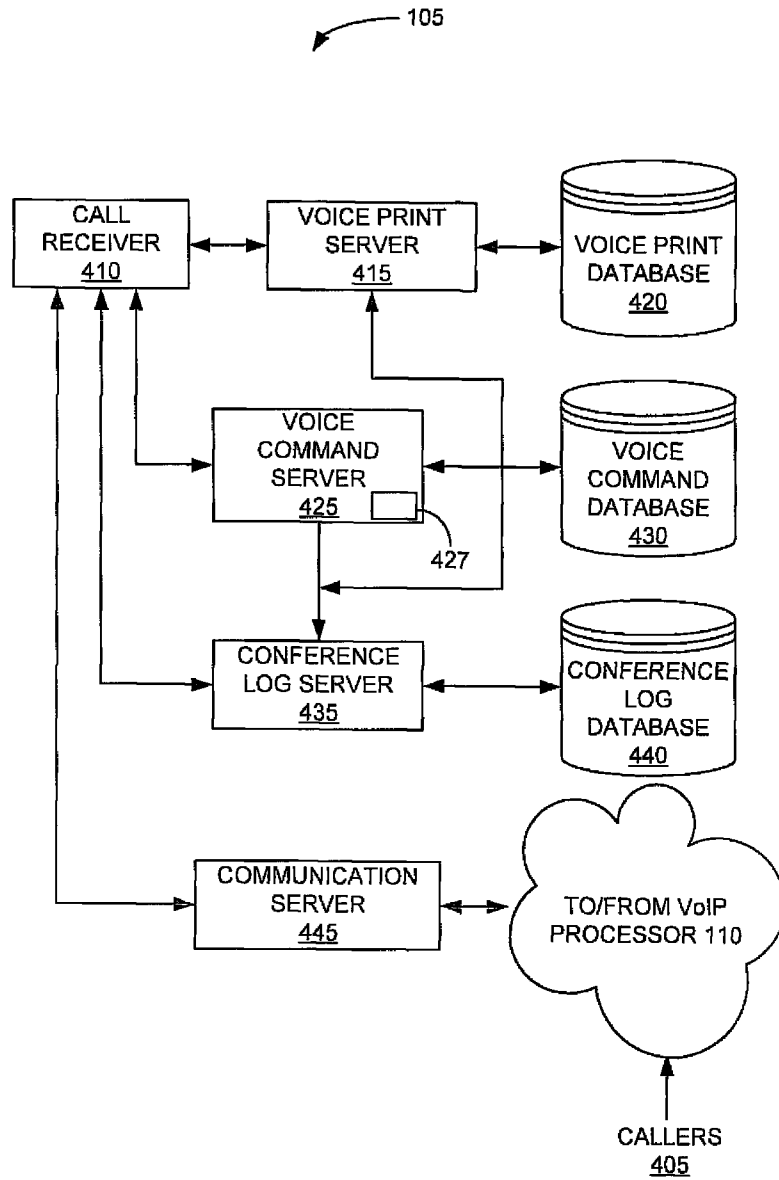 105
CALL
RECEIVER
410
VOICE PRINT
SERVER
415
VOICE PRINT
DATABASE
420
VOICE
COMMAND
SERVER
425
427
VOICE
COMMAND
DATABASE
430
CONFERENCE
LOG SERVER
435
CONFERENCE
LOG
DATABASE
440
COMMUNICATION
SERVER
445
TO/FROM VoIP
PROCESSOR 110
CALLERS
405